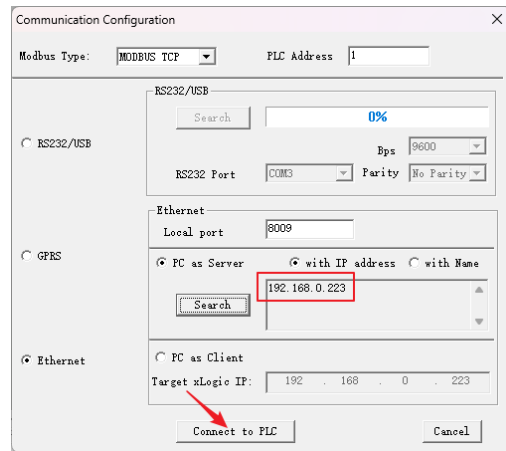 Communication Configuration
Modbus Type: MODBUS TCP PLC Address 1
RS232/USB
Search 0%
RS232/USB
Bps 9600
RS232 Port COM3 Parity No Parity
Ethernet
Local port 8009
GPRS
PC as Server with IP address with Name
192.168.0.223
Search
Ethernet
PC as Client
Target xLogic IP: 192 . 168 . 0 . 223
Connect to PLC Cancel